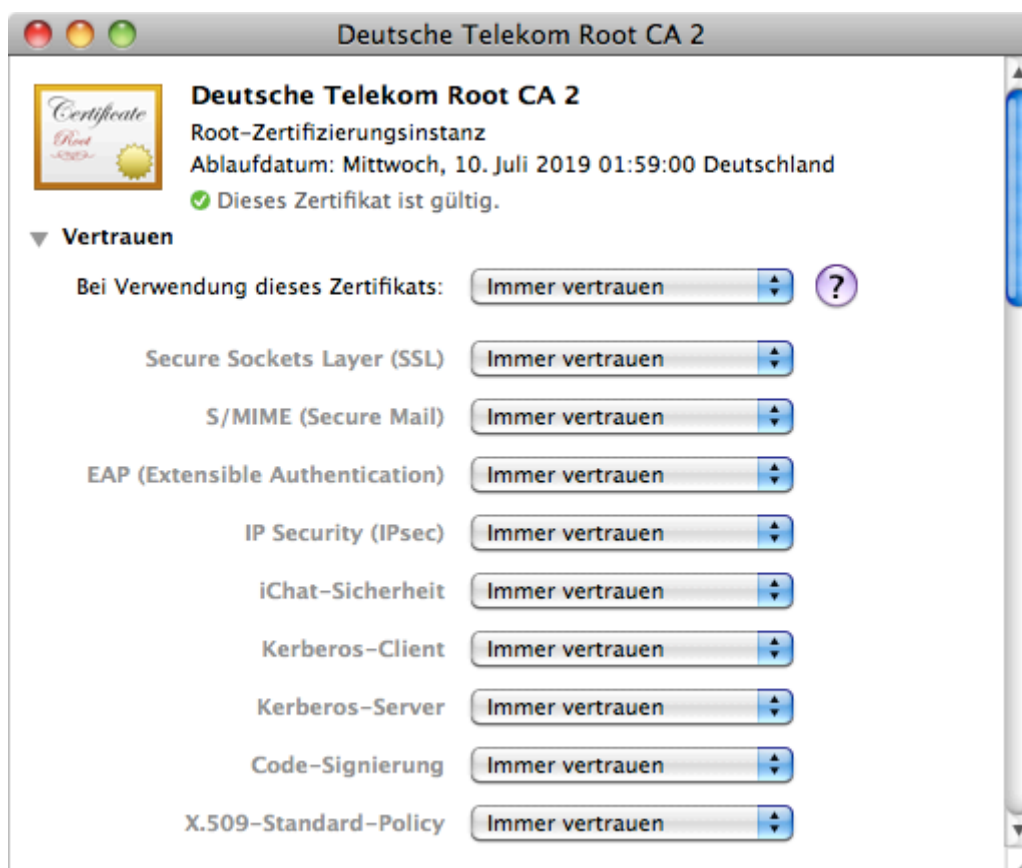 Deutsche Telekom Root CA 2
Certificate
Root
Deutsche Telekom Root CA 2
Root-Zertifizierungsinstanz
Ablaufdatum: Mittwoch, 10. Juli 2019 01:59:00 Deutschland
Dieses Zertifikat ist gültig.
Vertrauen
Bei Verwendung dieses Zertifikats: Immer vertrauen ?
Secure Sockets Layer (SSL) Immer vertrauen
S/MIME (Secure Mail) Immer vertrauen
EAP (Extensible Authentication) Immer vertrauen
IP Security (IPsec) Immer vertrauen
iChat-Sicherheit Immer vertrauen
Kerberos-Client Immer vertrauen
Kerberos-Server Immer vertrauen
Code-Signierung Immer vertrauen
X.509-Standard-Policy Immer vertrauen